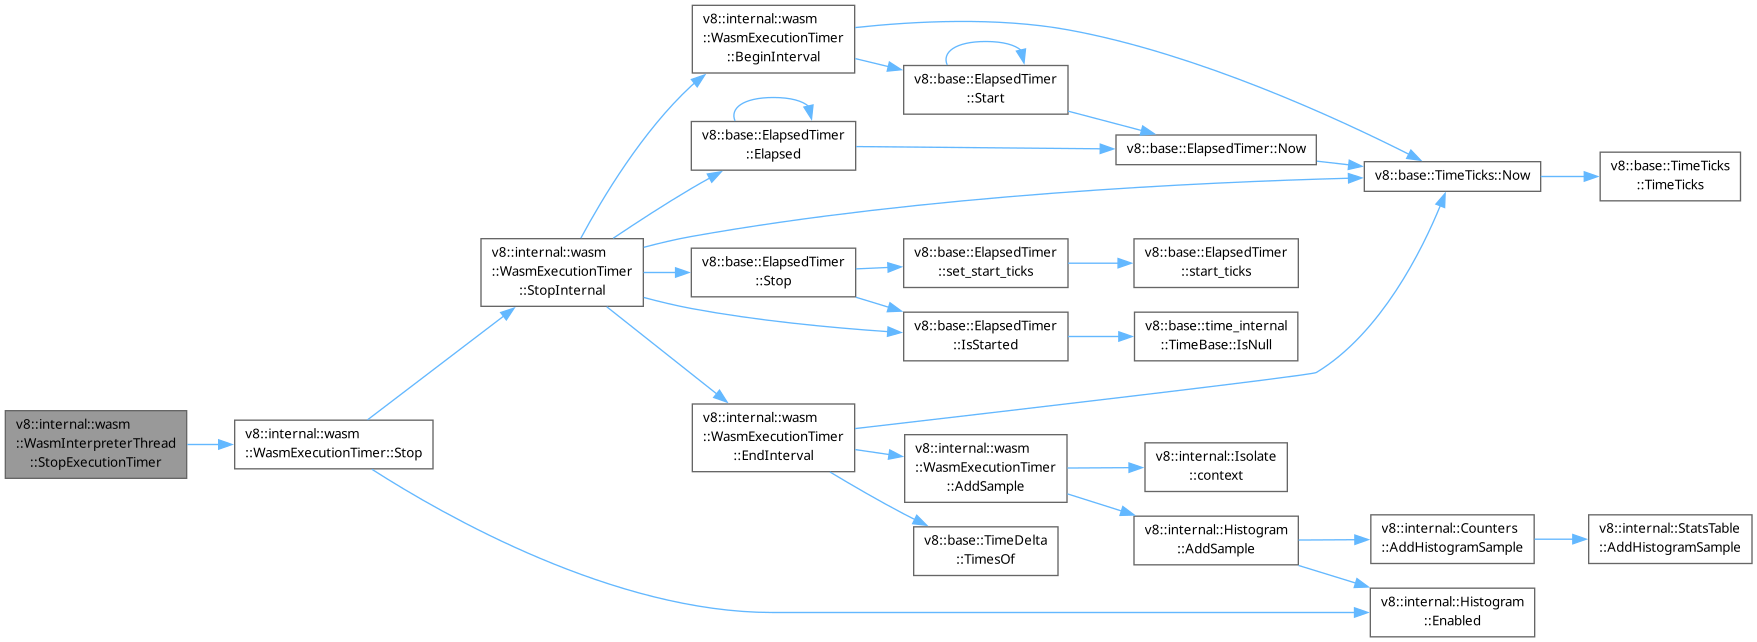 v8::internal::wasm
::WasmInterpreterThread
::StopExecutionTimer
v8::internal::wasm
::WasmExecutionTimer::Stop
v8::internal::wasm
::WasmExecutionTimer
::StopInternal
v8::internal::wasm
::WasmExecutionTimer
::BeginInterval
v8::base::ElapsedTimer
::Elapsed
v8::base::ElapsedTimer
::Stop
v8::internal::wasm
::WasmExecutionTimer
::EndInterval
v8::base::ElapsedTimer
::Start
v8::base::ElapsedTimer
::set_start_ticks
v8::base::ElapsedTimer
::IsStarted
v8::internal::wasm
::WasmExecutionTimer
::AddSample
v8::base::TimeDelta
::TimesOf
v8::base::ElapsedTimer::Now
v8::base::ElapsedTimer
::start_ticks
v8::base::time_internal
::TimeBase::IsNull
v8::internal::Isolate
::context
v8::internal::Histogram
::AddSample
v8::base::TimeTicks::Now
v8::internal::Counters
::AddHistogramSample
v8::internal::Histogram
::Enabled
v8::base::TimeTicks
::TimeTicks
v8::internal::StatsTable
::AddHistogramSample